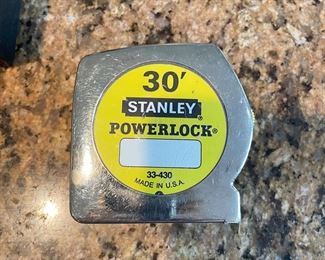 30'
STANLEY®
POWERLOCK®
33-430
MADE IN U.S.A.